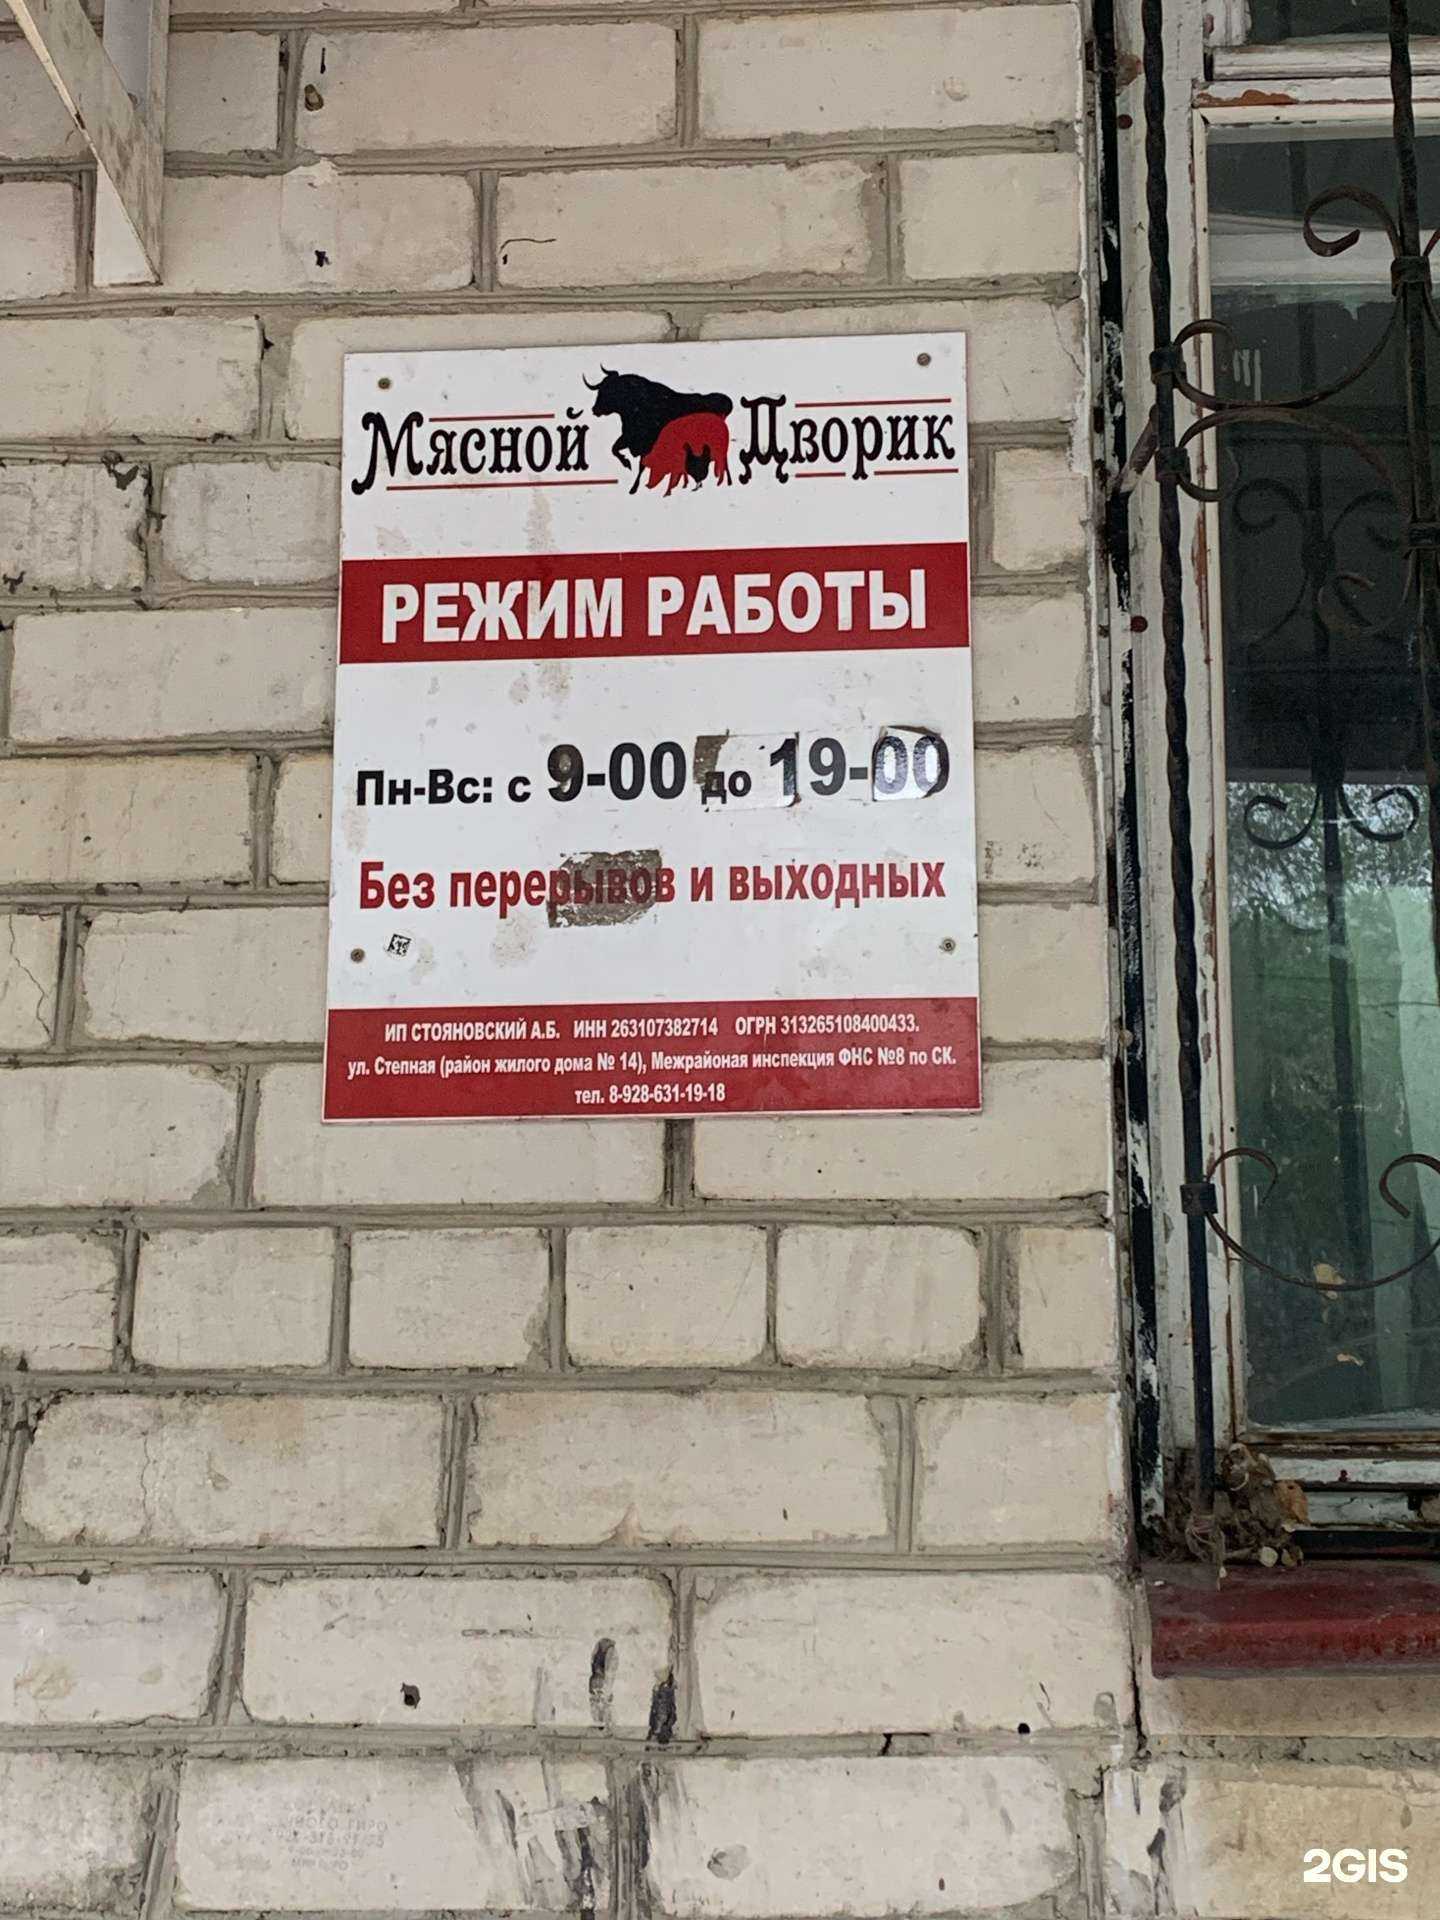 Мясной Дворик
РЕЖИМ РАБОТЫ
Пн-Вс: с 9-00 до 19-00
Без перерывов и выходных
ИП СТОЯНОВСКИЙ А.Б. ИНН 263107382714 ОГРН 313265108400433.
ул. Степная (район жилого дома № 14), Межрайоная инспекция ФНС №8 по СК.
тел. 8-928-631-19-18
2GIS